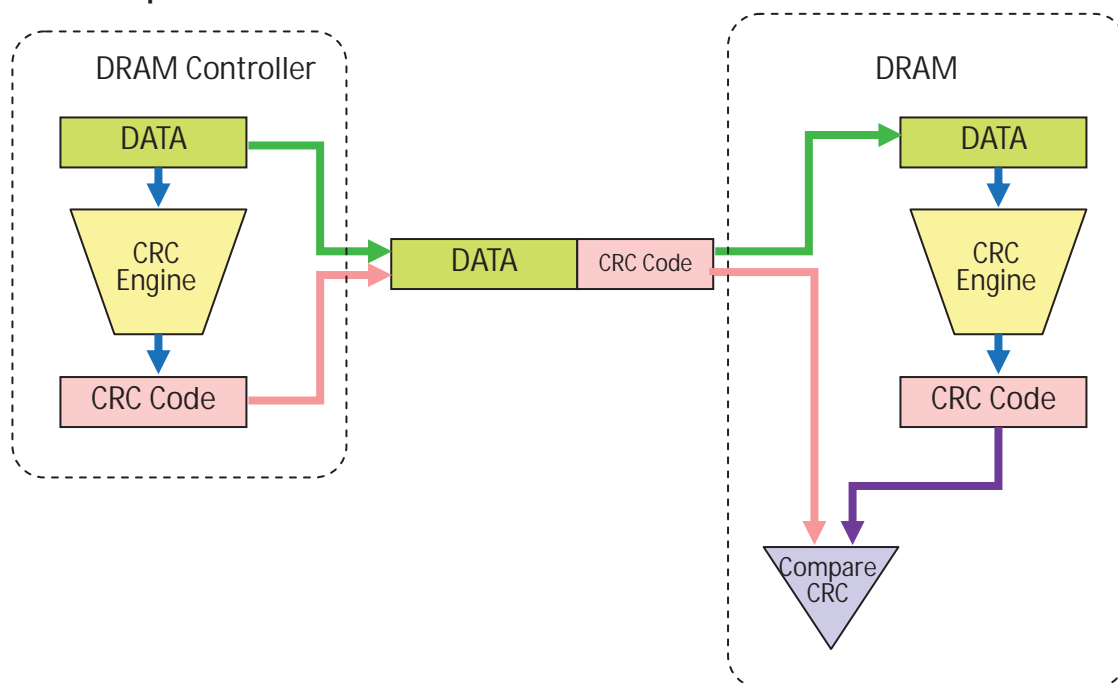 DRAM Controller
DATA
CRC
Engine
CRC Code
DATA
CRC Code
DRAM
DATA
CRC
Engine
CRC Code
Compare
CRC